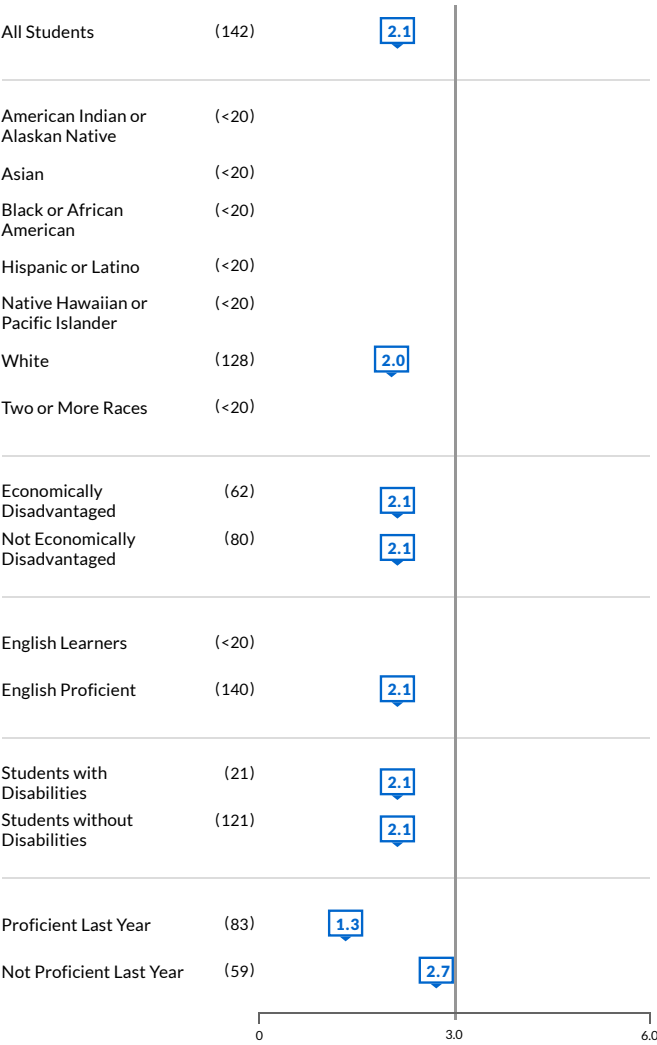 All Students (142) 2.1
American Indian or (<20)
Alaskan Native
Asian (<20)
Black or African (<20)
American
Hispanic or Latino (<20)
Native Hawaiian or (<20)
Pacific Islander
White (128) 2.0
Two or More Races (<20)
Economically (62) 2.1
Disadvantaged
Not Economically (80) 2.1
Disadvantaged
English Learners (<20)
English Proficient (140) 2.1
Students with (21) 2.1
Disabilities
Students without (121) 2.1
Disabilities
Proficient Last Year (83) 1.3
Not Proficient Last Year (59) 2.7
0 3.0 6.0